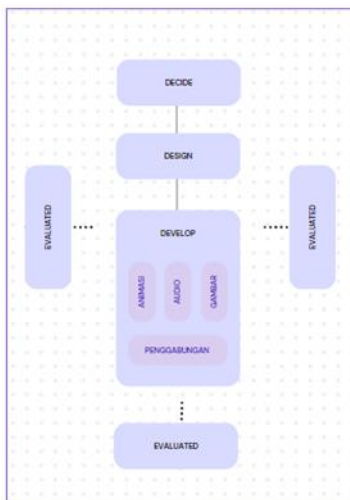 DECIDE
DESIGN
EVALUATED
EVALUATED
DEVELOP
ANIMASI
AUDIO
GAMBAR
PENGGABUNGAN
EVALUATED